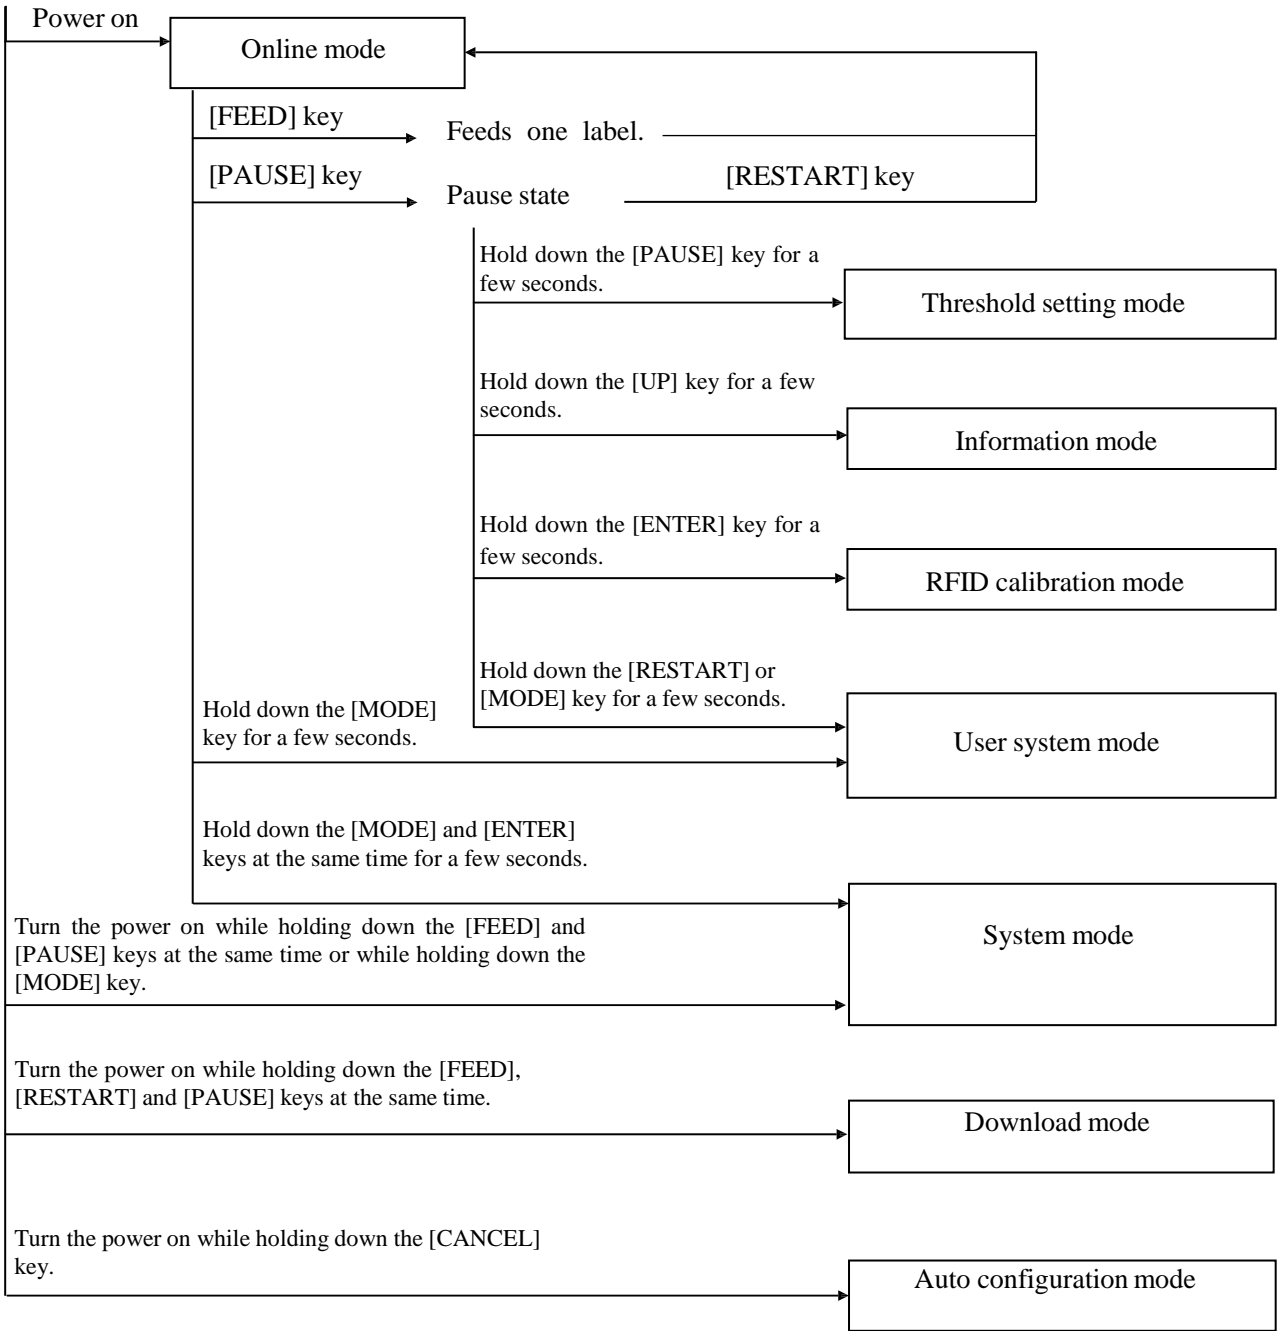 Power on
Online mode
[FEED] key
Feeds one label.
[PAUSE] key
[RESTART] key
Pause state
Hold down the [PAUSE] key for a
few seconds.
Threshold setting mode
Hold down the [UP] key for a few
seconds.
Information mode
Hold down the [ENTER] key for a
few seconds.
RFID calibration mode
Hold down the [RESTART] or
[MODE] key for a few seconds.
Hold down the [MODE]
key for a few seconds.
User system mode
Hold down the [MODE] and [ENTER]
keys at the same time for a few seconds.
Turn the power on while holding down the [FEED] and
[PAUSE] keys at the same time or while holding down the
[MODE] key.
System mode
Turn the power on while holding down the [FEED],
[RESTART] and [PAUSE] keys at the same time.
Download mode
Turn the power on while holding down the [CANCEL]
key.
Auto configuration mode